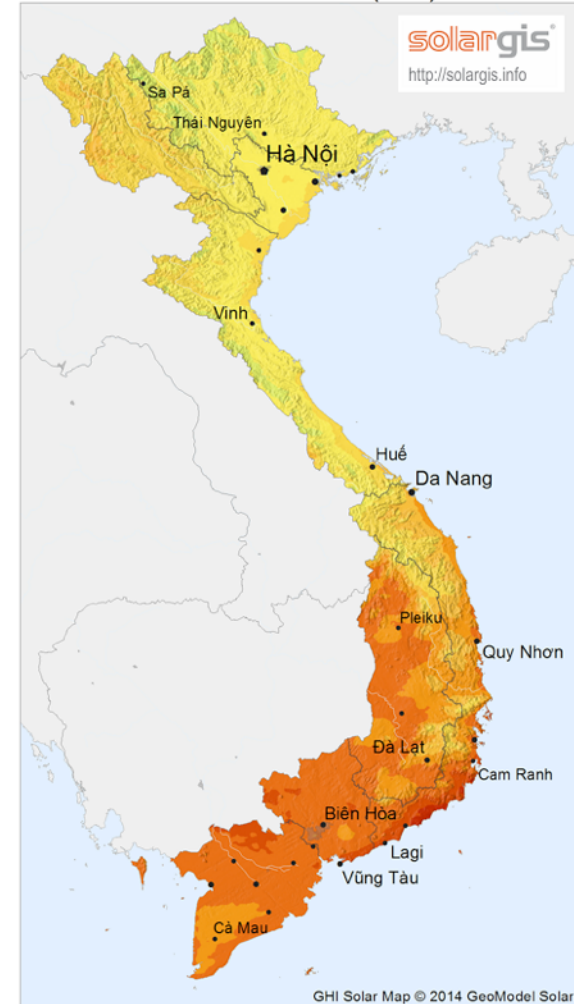 solargis
http://solargis.info
Sa Pá
Thái Nguyên
Hà Nội
Vinh
Huế
Da Nang
Pleiku
Quy Nhơn
Đà Lạt
Cam Ranh
Biên Hòa
Lagi
Vũng Tàu
Cà Mau
GHI Solar Map © 2014 GeoModel Solar